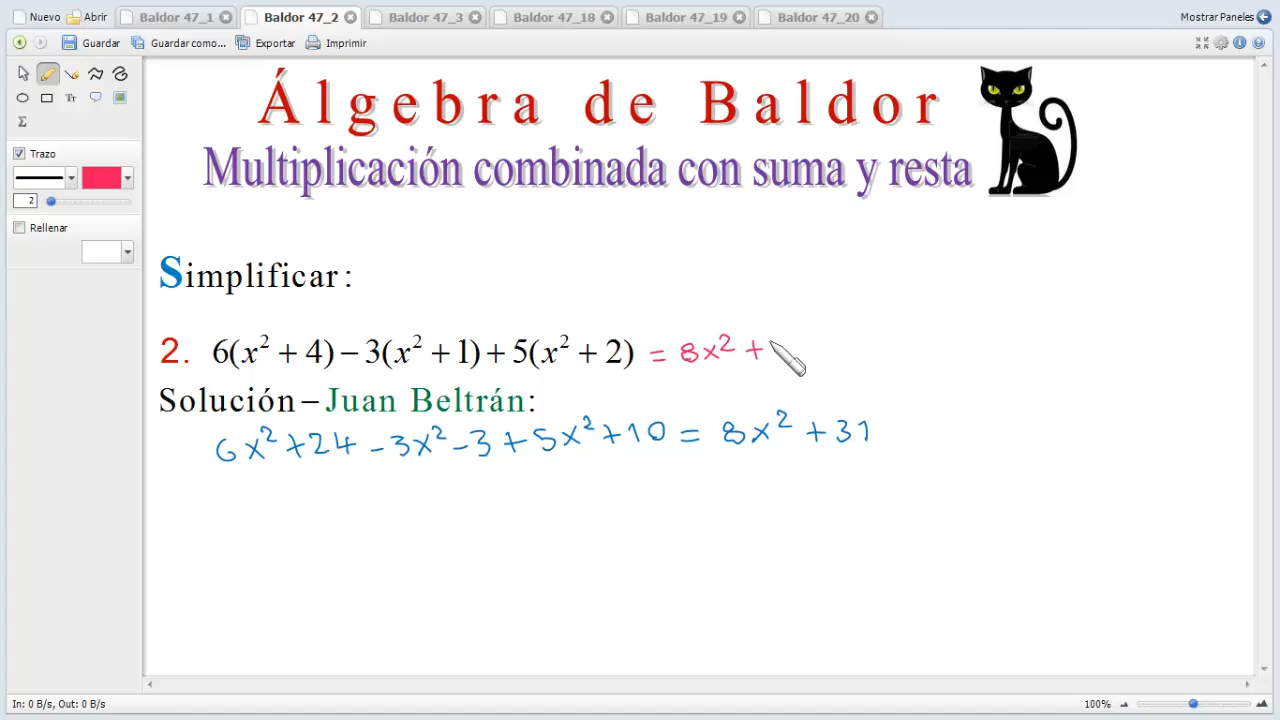 Nuevo Abrir Baldor 47_1 Baldor 47_2 Baldor 47_3 Baldor 47_18 Baldor 47_19 Baldor 47_20 Mostrar Paneles
Guardar Guardar como... Exportar Imprimir
Álgebra de Baldor
Multiplicación combinada con suma y resta
Tr
Σ
Trazo
2
Rellenar
Simplificar:
2. 6(x² + 4) − 3(x² + 1) + 5(x² + 2) = 8x² +
Solución – Juan Beltrán:
6x² + 24 - 3x² - 3 + 5x² + 10 = 8x² + 31
In: 0 B/s, Out: 0 B/s 100%